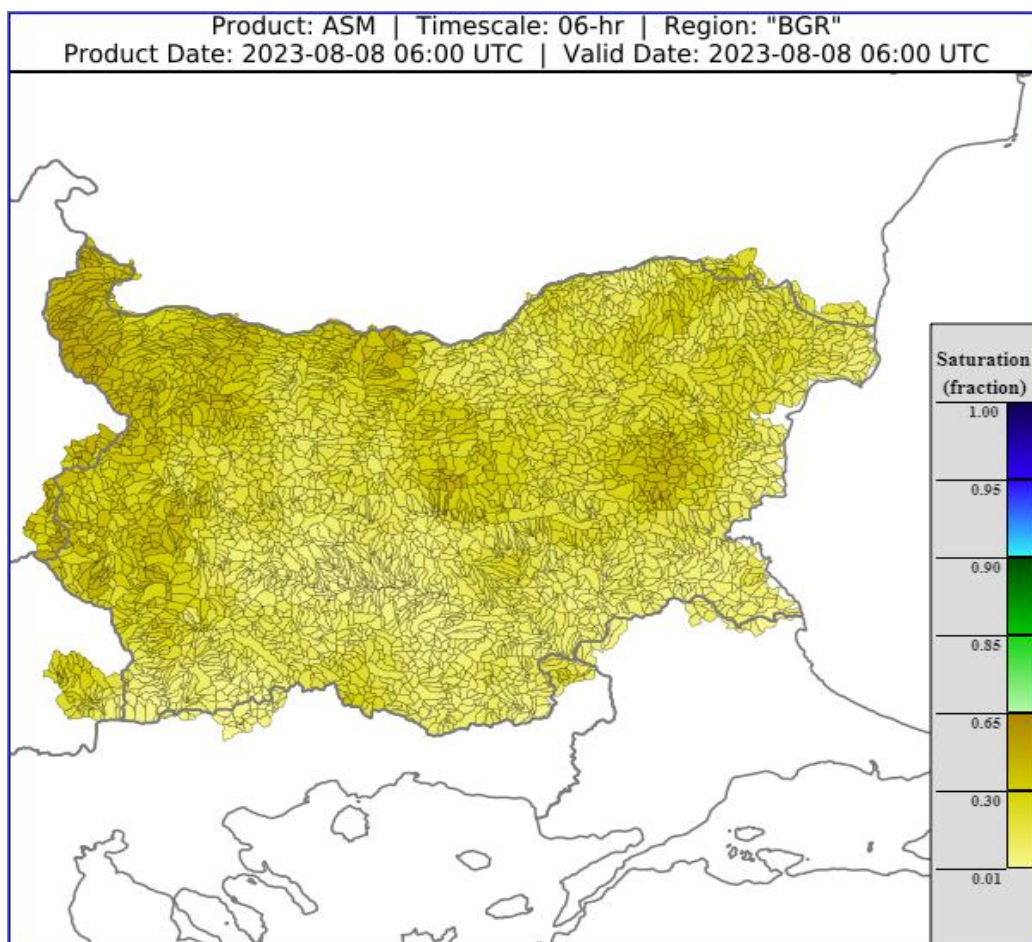 Product: ASM | Timescale: 06-hr | Region: "BGR"
Product Date: 2023-08-08 06:00 UTC | Valid Date: 2023-08-08 06:00 UTC
Saturation
(fraction)
1.00
0.95
0.90
0.85
0.65
0.30
0.01